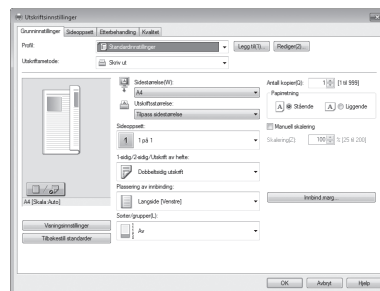 Utskriftsinnstillinger
Grunninnstillinger Sideoppsett Etterbehandling Kvalitet
Profil: Standardinnstillinger Legg til(1)... Rediger(2)...
Utskriftsmetode: Skriv ut
Sidestørrelse(W):
A4
Utskriftsstørrelse:
Tilpass sidestørrelse
Sideoppsett:
1 1 på 1
1-sidig/2-sidig/Utskrift av hefte:
Dobbeltsidig utskrift
Plassering av innbinding:
Langside [Venstre]
Sorter/grupper(L):
Av
Antall kopier(Q): 1 [1 til 999]
Papirretning
A Stående A Liggende
Manuell skalering
Skalering(Z): 100 % [25 til 200]
Innbind.marg...
A4 [Skala:Auto]
Visningsinnstillinger
Tilbakestill standarder
OK Avbryt Hjelp